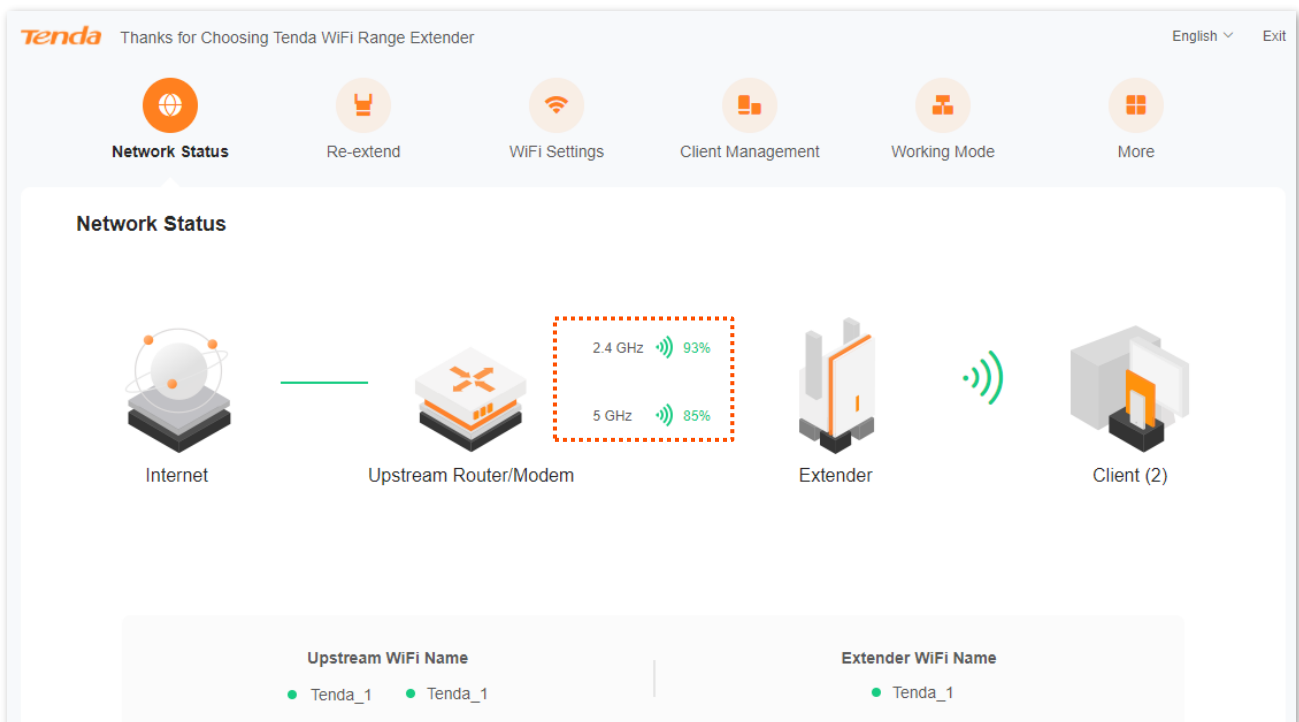 Tenda Thanks for Choosing Tenda WiFi Range Extender English Exit
Network Status Re-extend WiFi Settings Client Management Working Mode More
Network Status
2.4 GHz 93%
5 GHz 85%
Internet Upstream Router/Modem Extender Client (2)
Upstream WiFi Name Extender WiFi Name
Tenda_1 Tenda_1 Tenda_1